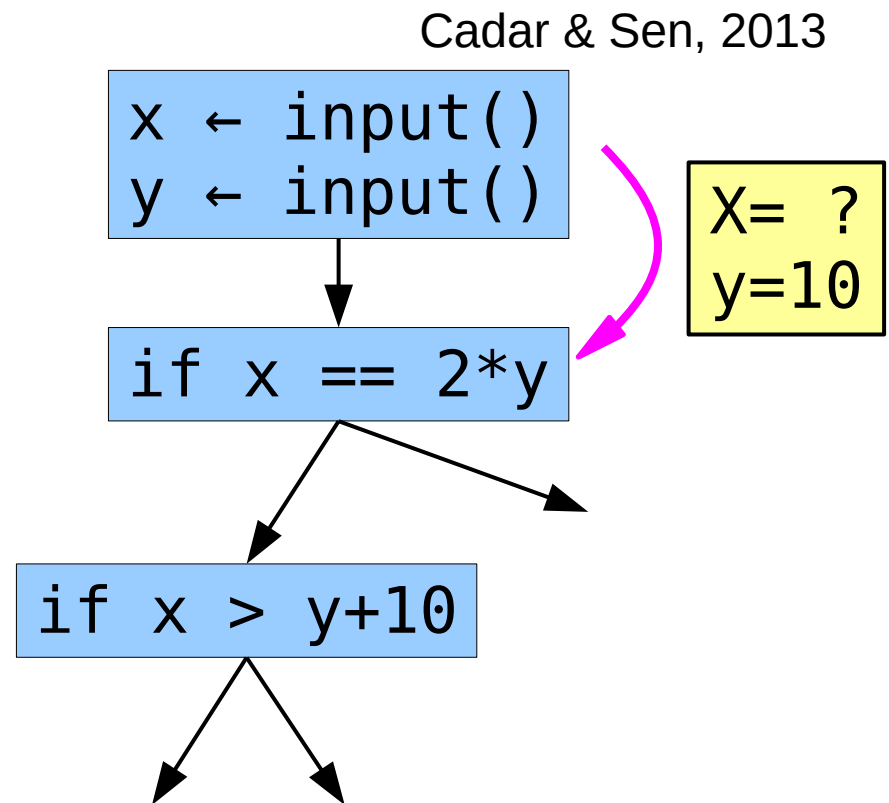 Cadar & Sen, 2013
x ← input()
y ← input()
X= ?
y=10
if x == 2*y
if x > y+10